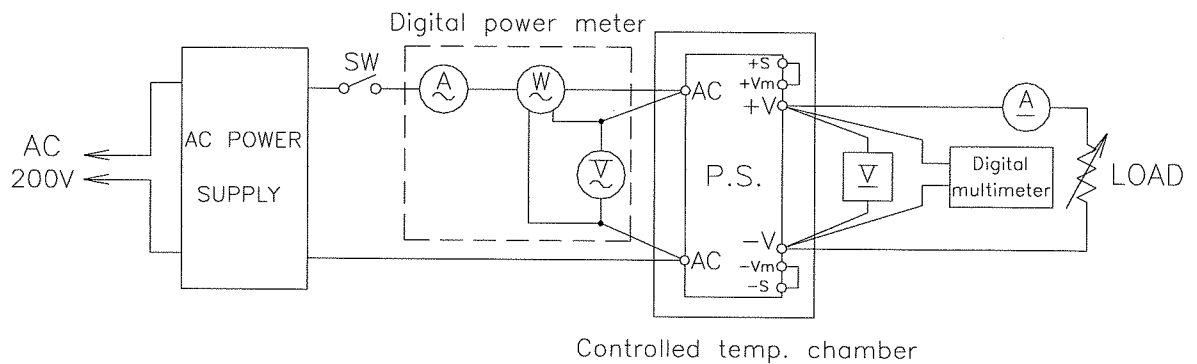 Digital power meter
SW
A
W
V
AC
200V
AC POWER
SUPPLY
AC
AC
P.S.
+S
+Vm
+V
-V
-Vm
-S
V
Digital
multimeter
A
LOAD
Controlled temp. chamber